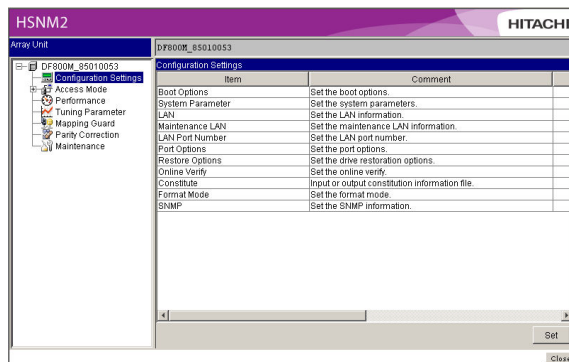 HSNM2
HITACHI
Array Unit
DF800M_85010053
DF800M_85010053
Configuration Settings
Access Mode
Performance
Tuning Parameter
Mapping Guard
Parity Correction
Maintenance
Configuration Settings
Item Comment
Boot Options Set the boot options.
System Parameter Set the system parameters.
LAN Set the LAN information.
Maintenance LAN Set the maintenance LAN information.
LAN Port Number Set the LAN port number.
Port Options Set the port options.
Restore Options Set the drive restoration options.
Online Verify Set the online verify.
Constitute Input or output constitution information file.
Format Mode Set the format mode.
SNMP Set the SNMP information.
Set
Close